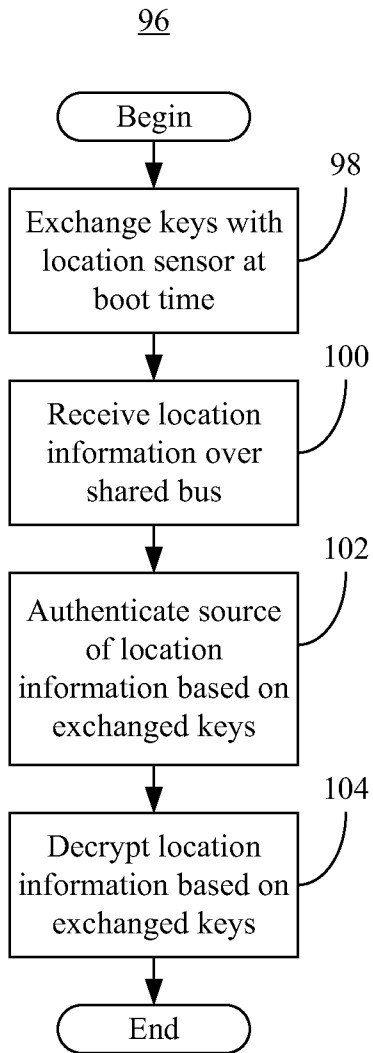 96
Begin
98
Exchange keys with
location sensor at
boot time
100
Receive location
information over
shared bus
102
Authenticate source
of location
information based on
exchanged keys
104
Decrypt location
information based on
exchanged keys
End